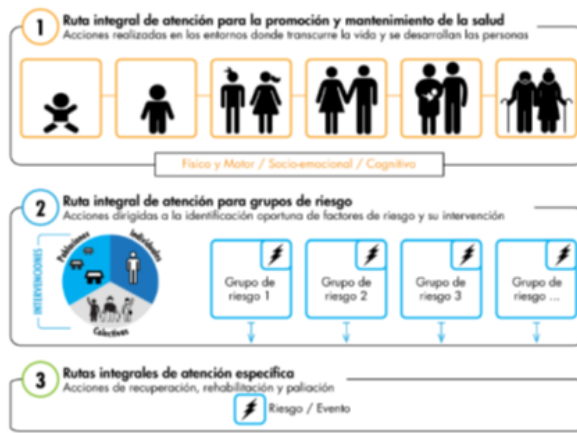 1
Ruta integral de atención para la promoción y mantenimiento de la salud
Acciones realizadas en los entornos donde transcurre la vida y se desarrollan las personas
Físico y Motor / Socio-emocional / Cognitivo
2
Ruta integral de atención para grupos de riesgo
Acciones dirigidas a la identificación oportuna de factores de riesgo y su intervención
INTERVENCIONES
Poblaciones
Individuales
Colectivas
Grupo de
riesgo 1
Grupo de
riesgo 2
Grupo de
riesgo 3
Grupo de
riesgo ...
3
Rutas integrales de atención específica
Acciones de recuperación, rehabilitación y paliación
Riesgo / Evento